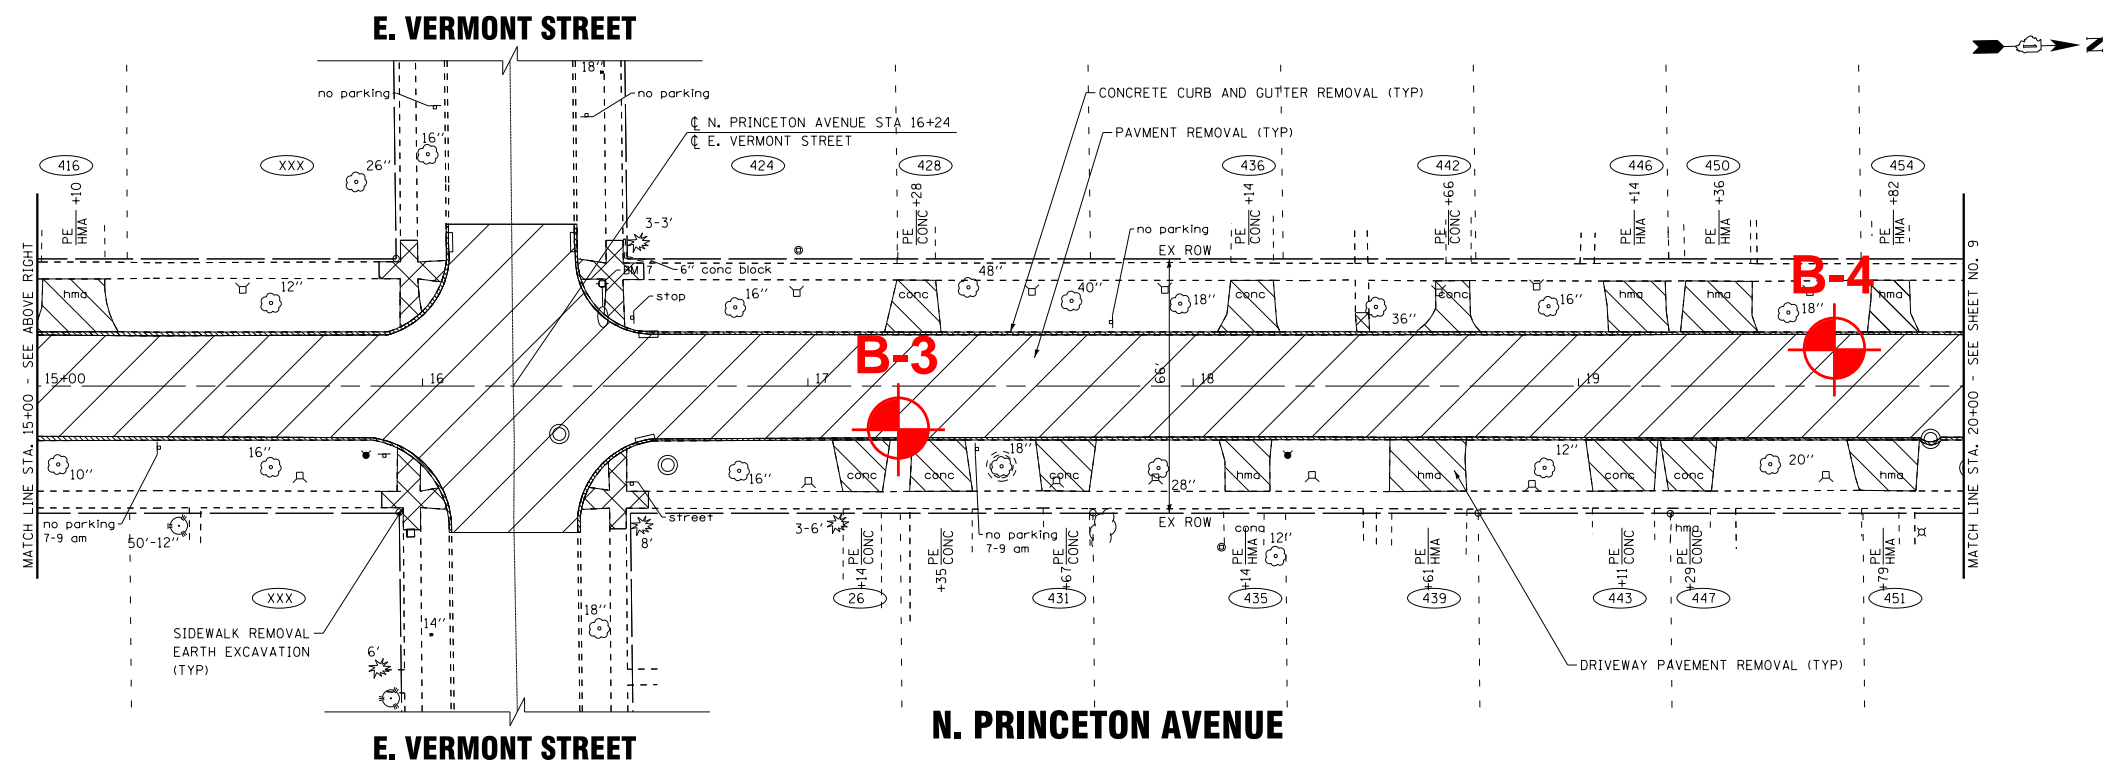 E. VERMONT STREET
N
18"
no parking
no parking
CONCRETE CURB AND GUTTER REMOVAL (TYP)
℄ N. PRINCETON AVENUE STA 16+24
℄ E. VERMONT STREET
PAVMENT REMOVAL (TYP)
16"
26"
416
XXX
424
428
436
442
446
450
454
PE HMA +10
PE CONC +28
PE CONC +14
PE CONC +66
PE HMA +14
PE HMA +36
PE HMA +82
3-3'
no parking
EX ROW
BM 7
6" conc block
stop
hma
12"
16"
conc
48"
40"
18"
conc
36"
conc
16"
hma
hma
18"
hma
B-4
B-3
MATCH LINE STA. 15+00 - SEE ABOVE RIGHT
MATCH LINE STA. 20+00 - SEE SHEET NO. 9
15+00
16
17
18
19
66'
10"
16"
16"
conc
conc
18"
conc
28"
hma
hma
12"
conc
conc
20"
hma
no parking
7-9 am
50'-12"
street
8'
3-6'
no parking
7-9 am
EX ROW
conc
12"
hma
+14 PE CONC
+35 PE CONC
+67 PE CONC
+14 PE HMA
+61 PE HMA
+11 PE CONC
+29 PE CONC
+79 PE HMA
XXX
26
431
435
439
443
447
451
SIDEWALK REMOVAL
EARTH EXCAVATION
(TYP)
14"
18"
6'
DRIVEWAY PAVEMENT REMOVAL (TYP)
N. PRINCETON AVENUE
E. VERMONT STREET